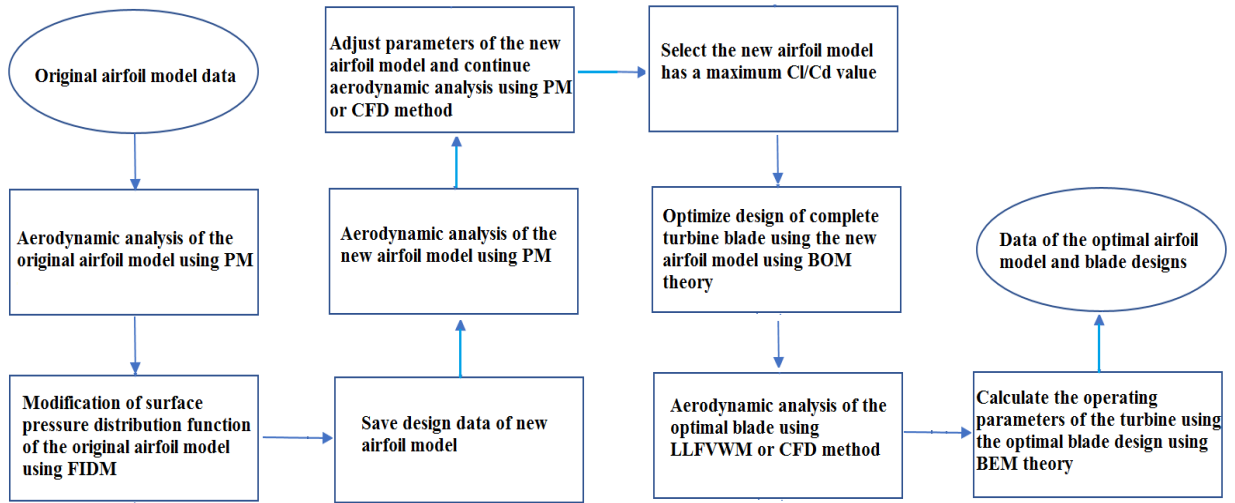 Original airfoil model data
Aerodynamic analysis of the
original airfoil model using PM
Modification of surface
pressure distribution function
of the original airfoil model
using FIDM
Save design data of new
airfoil model
Aerodynamic analysis of the
new airfoil model using PM
Adjust parameters of the new
airfoil model and continue
aerodynamic analysis using PM
or CFD method
Select the new airfoil model
has a maximum Cl/Cd value
Optimize design of complete
turbine blade using the new
airfoil model using BOM
theory
Aerodynamic analysis of the
optimal blade using
LLFVWM or CFD method
Calculate the operating
parameters of the turbine using
the optimal blade design using
BEM theory
Data of the optimal airfoil
model and blade designs